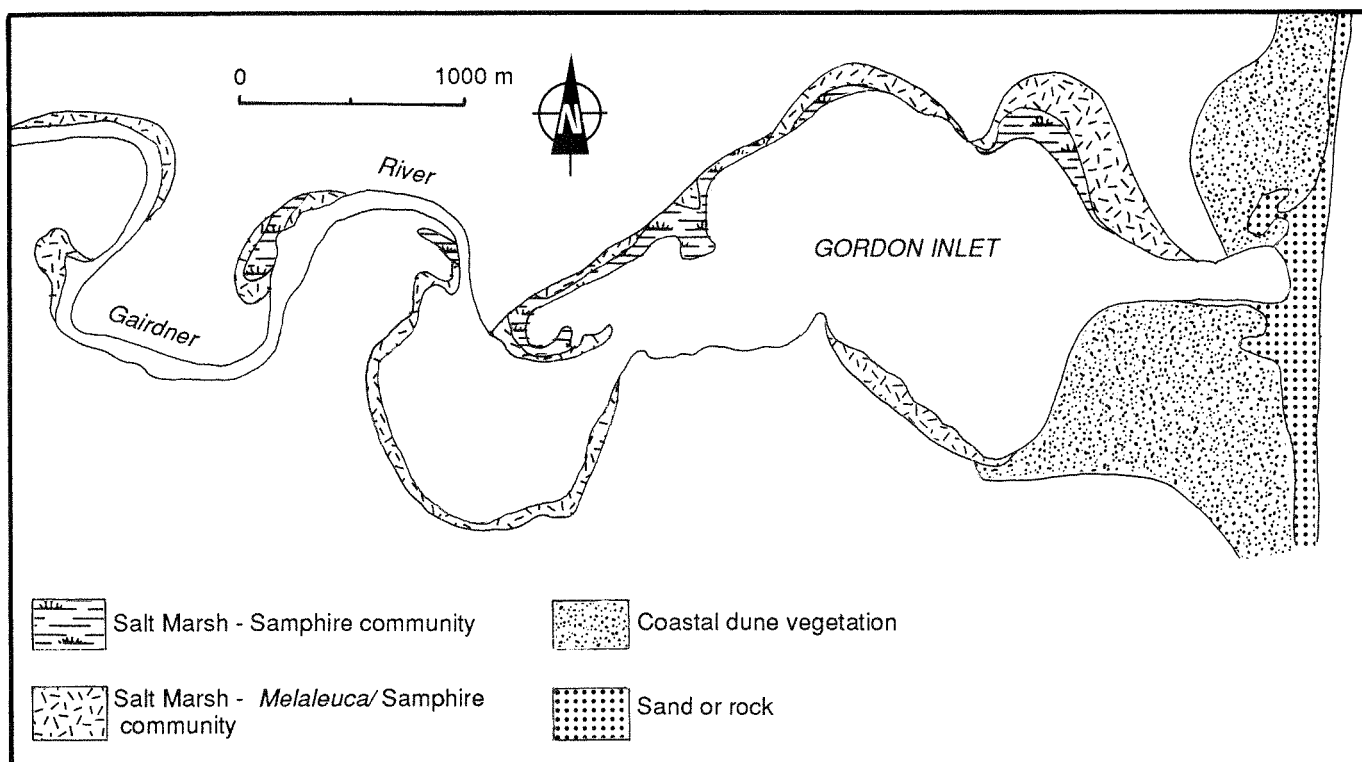 0 1000 m
N
River
GORDON INLET
Gairdner
Salt Marsh - Samphire community
Coastal dune vegetation
Salt Marsh - Melaleuca/ Samphire
community
Sand or rock